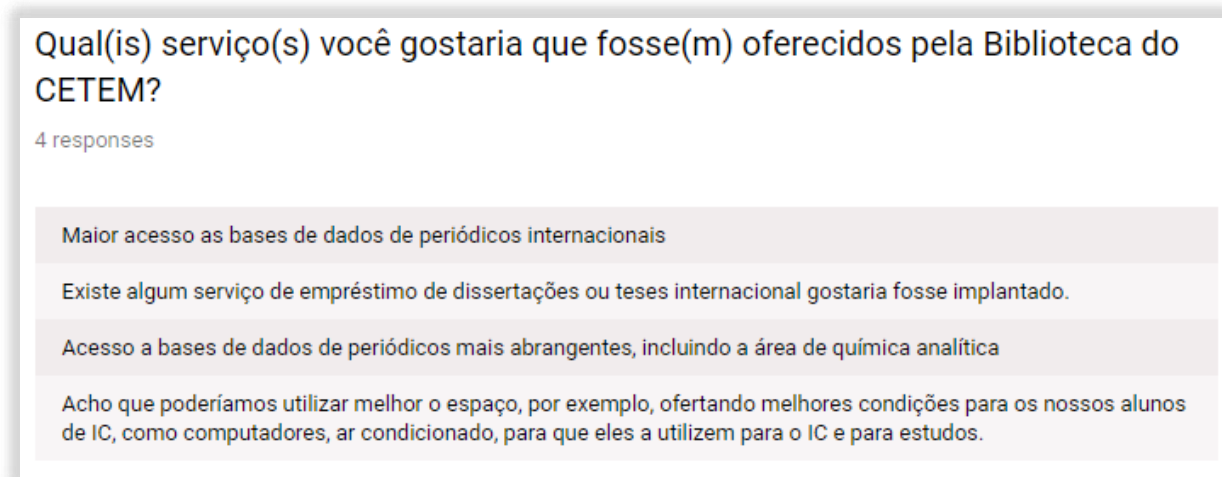 Qual(is) serviço(s) você gostaria que fosse(m) oferecidos pela Biblioteca do
CETEM?
4 responses
Maior acesso as bases de dados de periódicos internacionais
Existe algum serviço de empréstimo de dissertações ou teses internacional gostaria fosse implantado.
Acesso a bases de dados de periódicos mais abrangentes, incluindo a área de química analítica
Acho que poderíamos utilizar melhor o espaço, por exemplo, ofertando melhores condições para os nossos alunos
de IC, como computadores, ar condicionado, para que eles a utilizem para o IC e para estudos.